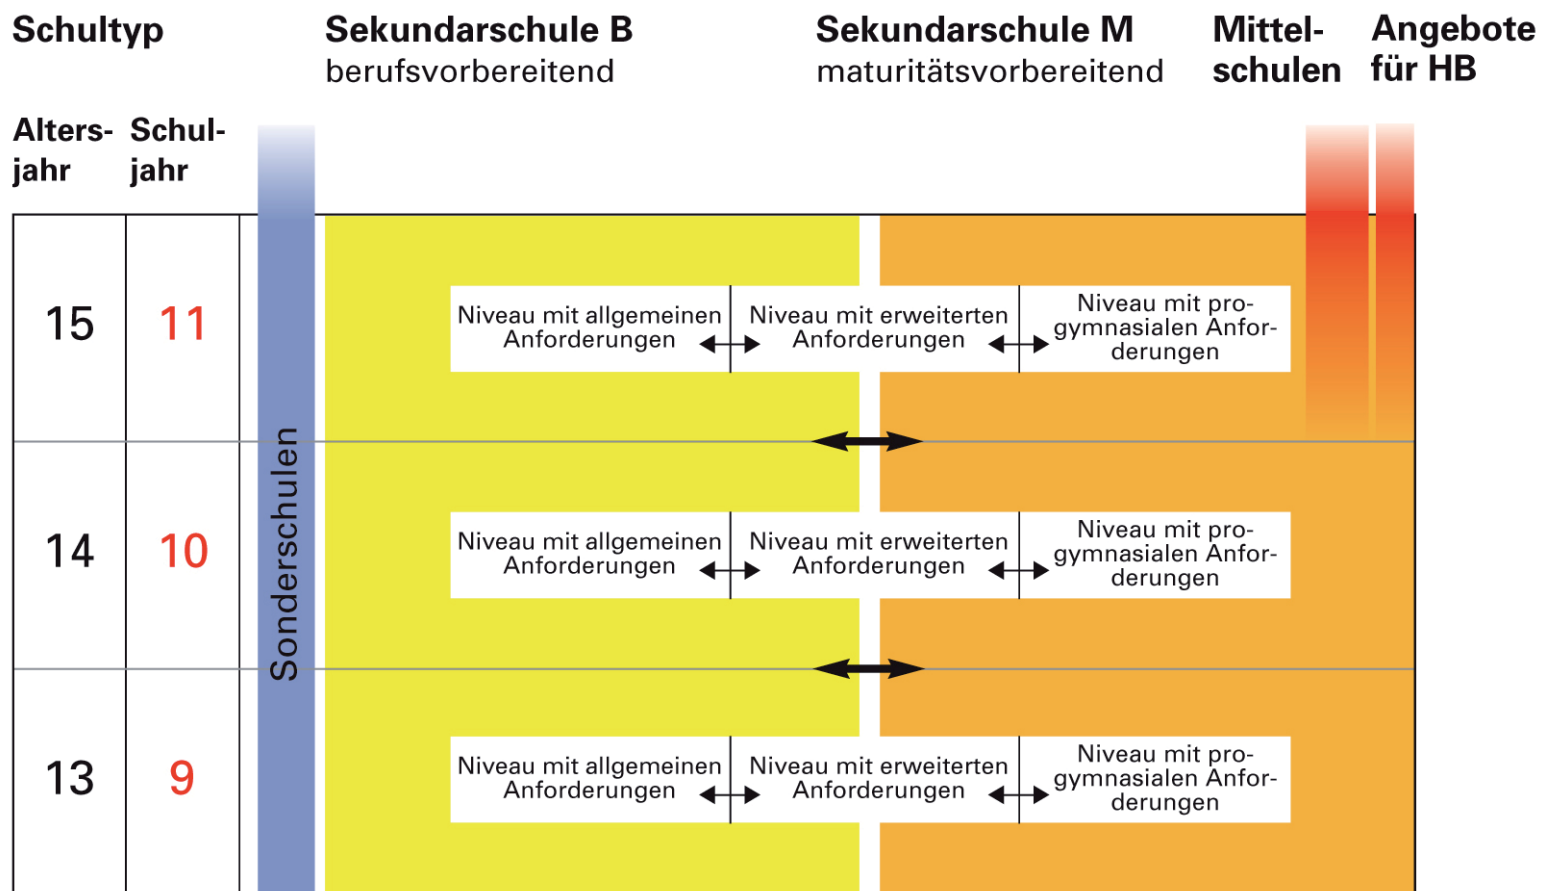 Schultyp
Sekundarschule B
berufsvorbereitend
Sekundarschule M
maturitätsvorbereitend
Mittel-
schulen
Angebote
für HB
Alters-
jahr
Schul-
jahr
Sonderschulen
15
11
Niveau mit allgemeinen
Anforderungen
Niveau mit erweiterten
Anforderungen
Niveau mit pro-
gymnasialen Anfor-
derungen
14
10
Niveau mit allgemeinen
Anforderungen
Niveau mit erweiterten
Anforderungen
Niveau mit pro-
gymnasialen Anfor-
derungen
13
9
Niveau mit allgemeinen
Anforderungen
Niveau mit erweiterten
Anforderungen
Niveau mit pro-
gymnasialen Anfor-
derungen